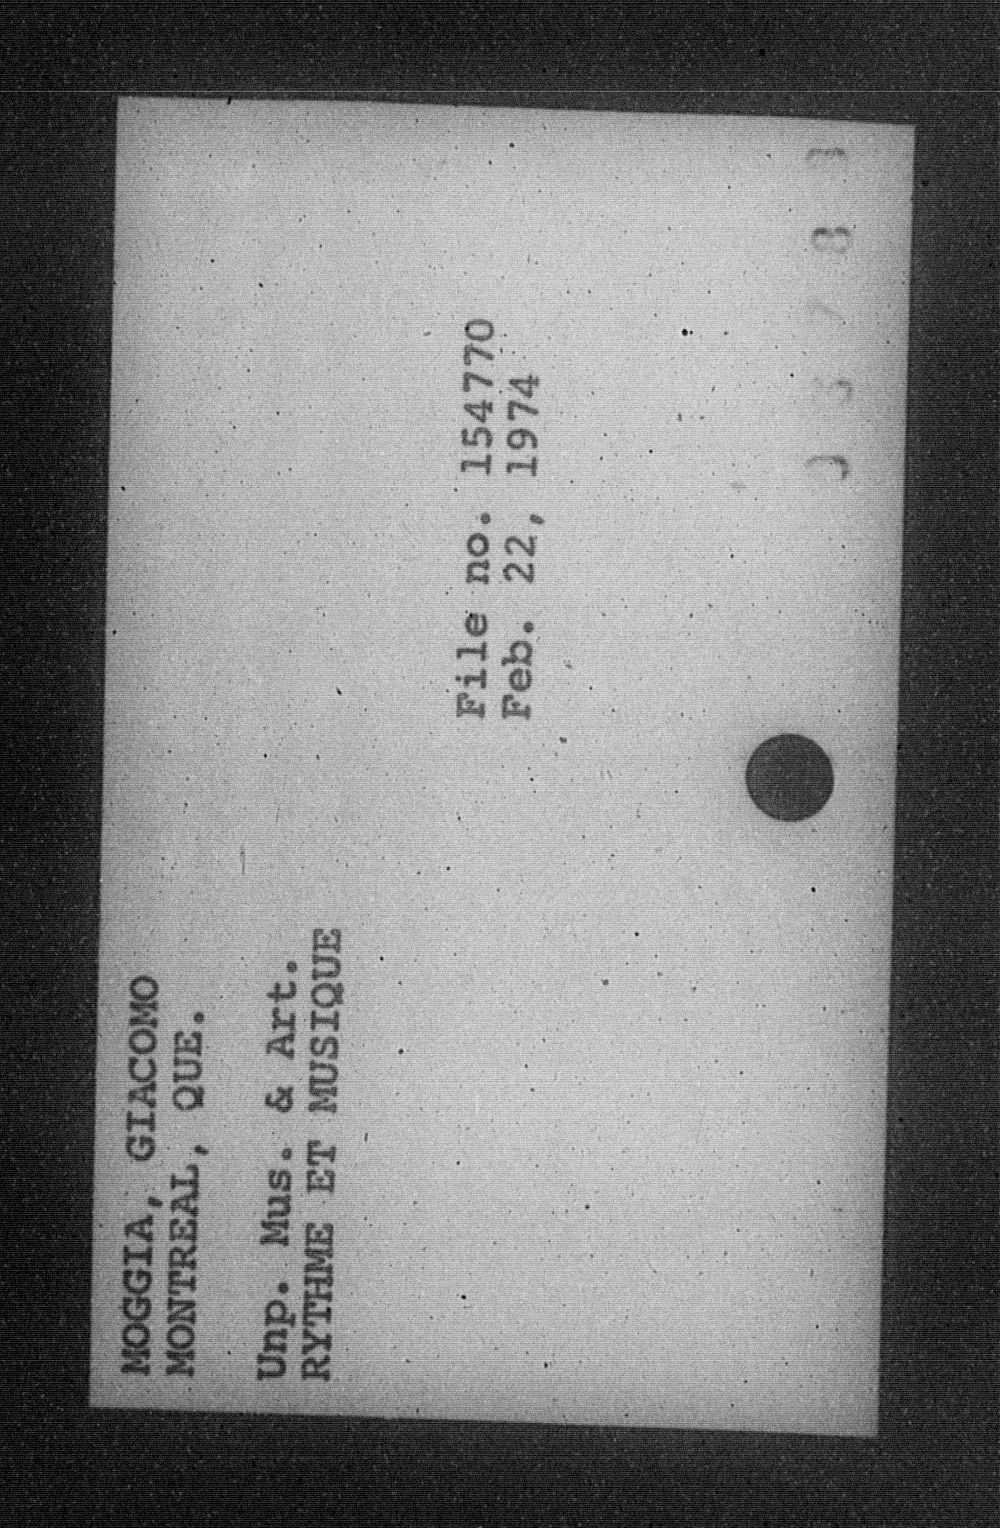 MOGGIA, GIACOMO
MONTREAL, QUE.
Unp. Mus. & Art.
RYTHME ET MUSIQUE
File no. 154770
Feb. 22, 1974